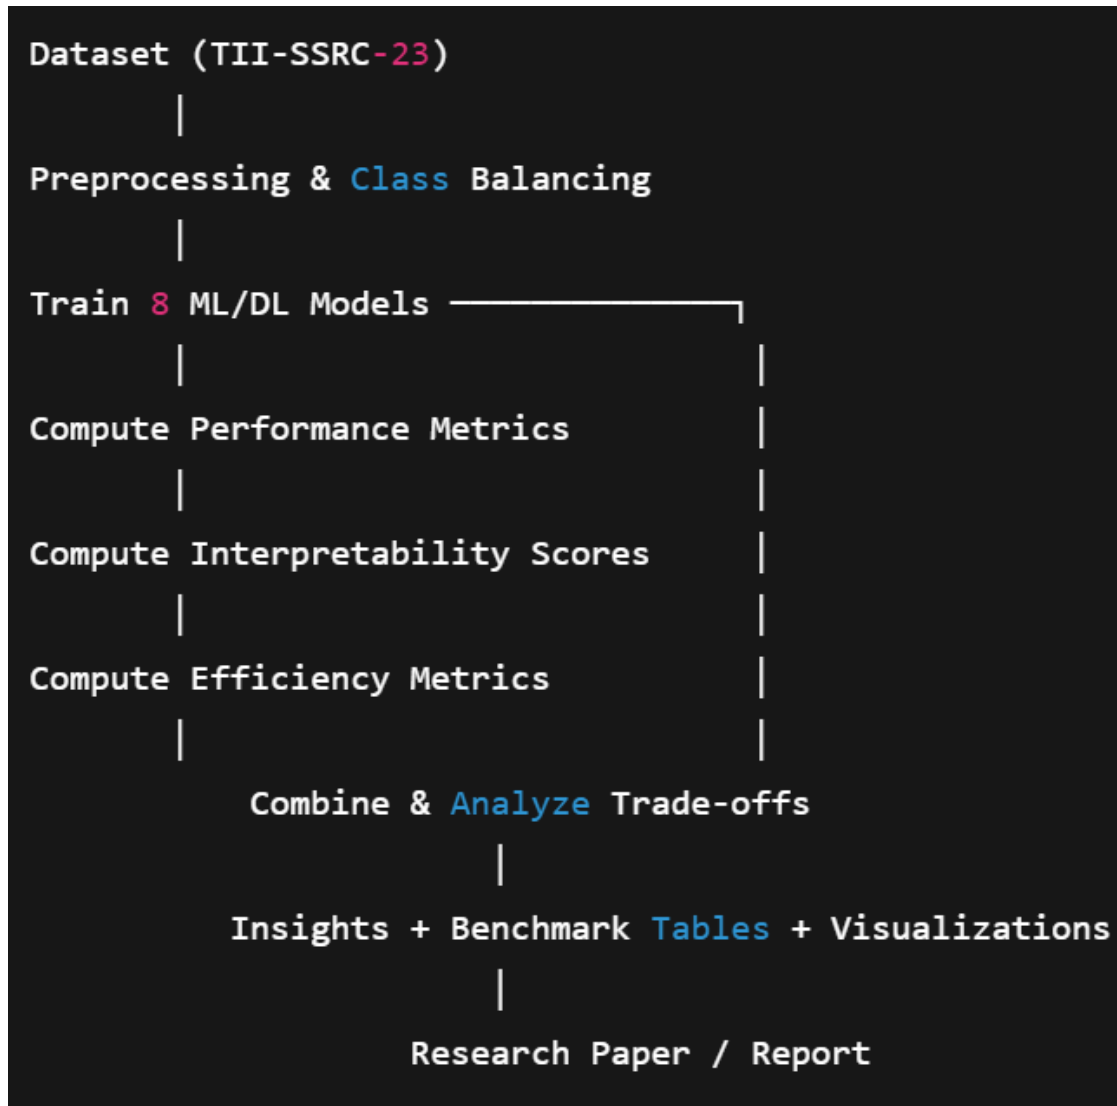 Dataset (TII-SSRC-23)
Preprocessing & Class Balancing
Train 8 ML/DL Models
Compute Performance Metrics
Compute Interpretability Scores
Compute Efficiency Metrics
Combine & Analyze Trade-offs
Insights + Benchmark Tables + Visualizations
Research Paper / Report